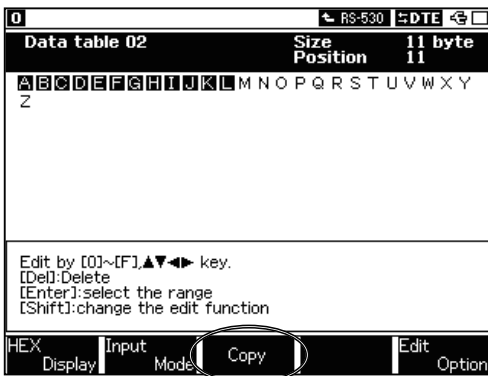 0 RS-530 DTE
Data table 02 Size 11 byte
Position 11
A B C D E F G H I J K L M N O P Q R S T U V W X Y
Z
Edit by [0]~[F],▲▼◄► key.
[Del]:Delete
[Enter]:select the range
[Shift]:change the edit function
HEX Display Input Mode Copy Edit Option